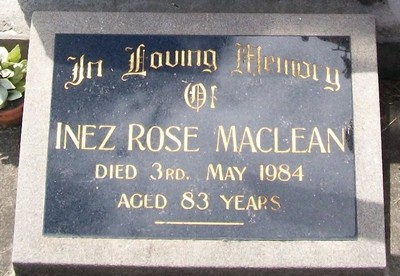 In Loving Memory
Of
INEZ ROSE MACLEAN
DIED 3RD. MAY 1984
AGED 83 YEARS